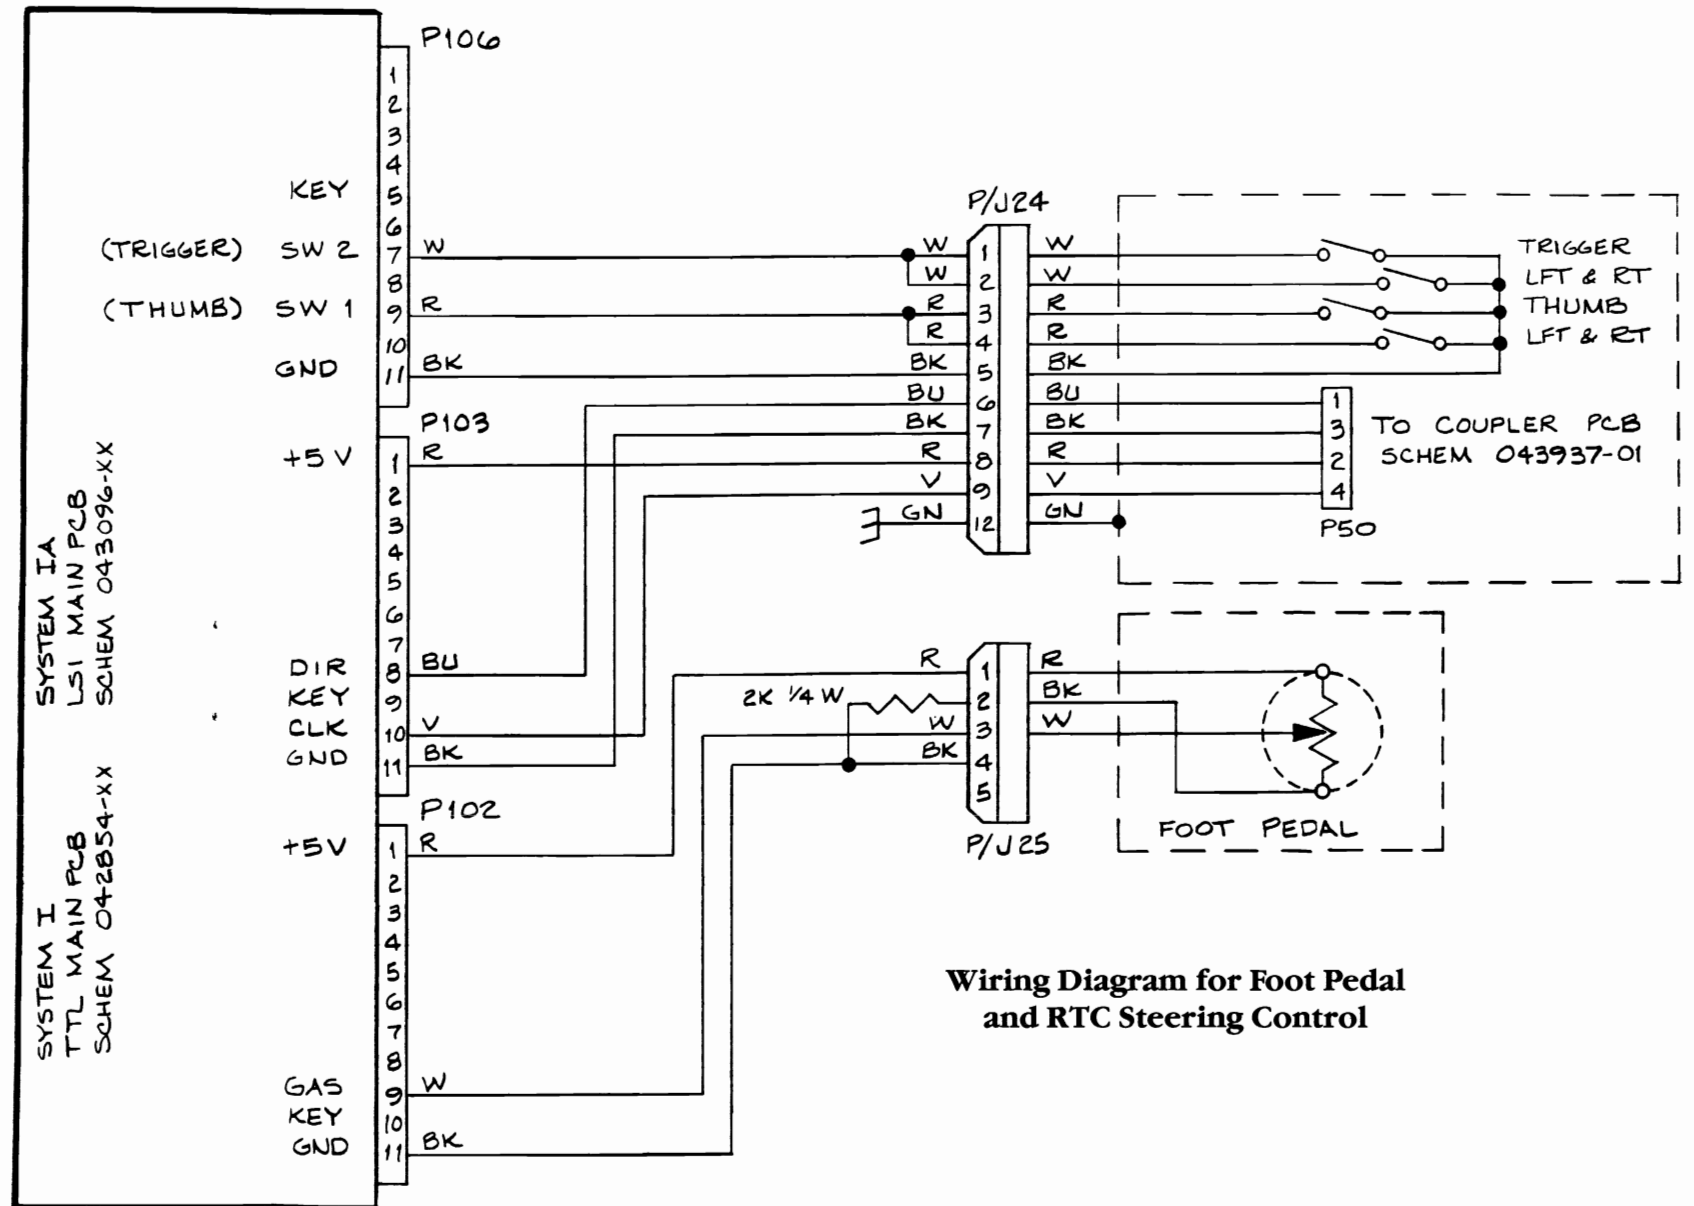 P106
1
2
3
4
KEY 5
6
(TRIGGER) SW 2 7 W
8
(THUMB) SW 1 9 R
10
GND 11 BK
P103
+5 V 1 R
2
3
4
5
6
7
DIR 8 BU
KEY 9
CLK 10 V
GND 11 BK
P102
+5V 1 R
2
3
4
5
6
7
8
GAS 9 W
KEY 10
GND 11 BK
SYSTEM IA
LSI MAIN PCB
SCHEM 043096-XX
SYSTEM I
TTL MAIN PCB
SCHEM 042854-XX
P/J24
W 1 W
W 2 W
R 3 R
R 4 R
BK 5 BK
BU 6 BU
BK 7 BK
R 8 R
V 9 V
GN 12 GN
TRIGGER
LFT & RT
THUMB
LFT & RT
1
3
2
4
P50
TO COUPLER PCB
SCHEM 043937-01
R 1 R
2K 1/4 W 2 BK
W 3 W
BK 4
5
P/J25
FOOT PEDAL
Wiring Diagram for Foot Pedal
and RTC Steering Control